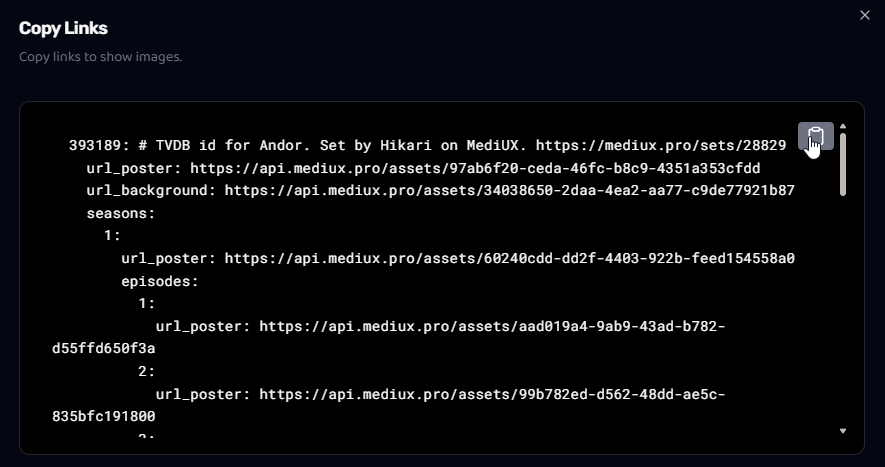 Copy Links
Copy links to show images.
393189: # TVDB id for Andor. Set by Hikari on MediUX. https://mediux.pro/sets/28829
url_poster: https://api.mediux.pro/assets/97ab6f20-ceda-46fc-b8c9-4351a353cfdd
url_background: https://api.mediux.pro/assets/34038650-2daa-4ea2-aa77-c9de77921b87
seasons:
1:
url_poster: https://api.mediux.pro/assets/60240cdd-dd2f-4403-922b-feed154558a0
episodes:
1:
url_poster: https://api.mediux.pro/assets/aad019a4-9ab9-43ad-b782-
d55ffd650f3a
2:
url_poster: https://api.mediux.pro/assets/99b782ed-d562-48dd-ae5c-
835bfc191800